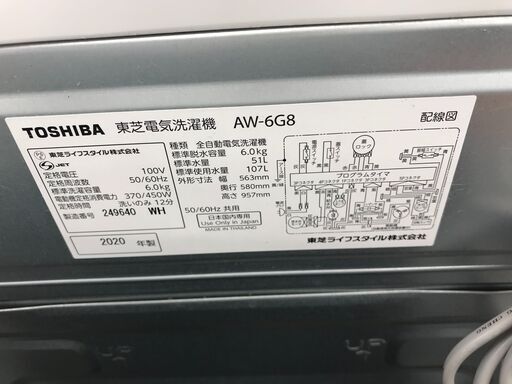 TOSHIBA 東芝電気洗濯機 AW-6G8 配線図
東芝ライフスタイル株式会社
JET
定格電圧 100V
定格周波数 50/60Hz
標準洗濯容量 6.0kg
電動機定格消費電力 370/450W
定格時間 洗いのみ 12分
製造番号 249640 WH
2020 年製
種類 全自動電気洗濯機
標準脱水容量 6.0kg
標準水量 51L
標準使用水量 107L
外形寸法 幅 563mm
奥行 580mm
高さ 957mm
50/60Hz 共用
日本国内専用
Use Only in Japan
MADE IN THAILAND
ロック
プログラムタイマ
東芝ライフスタイル株式会社